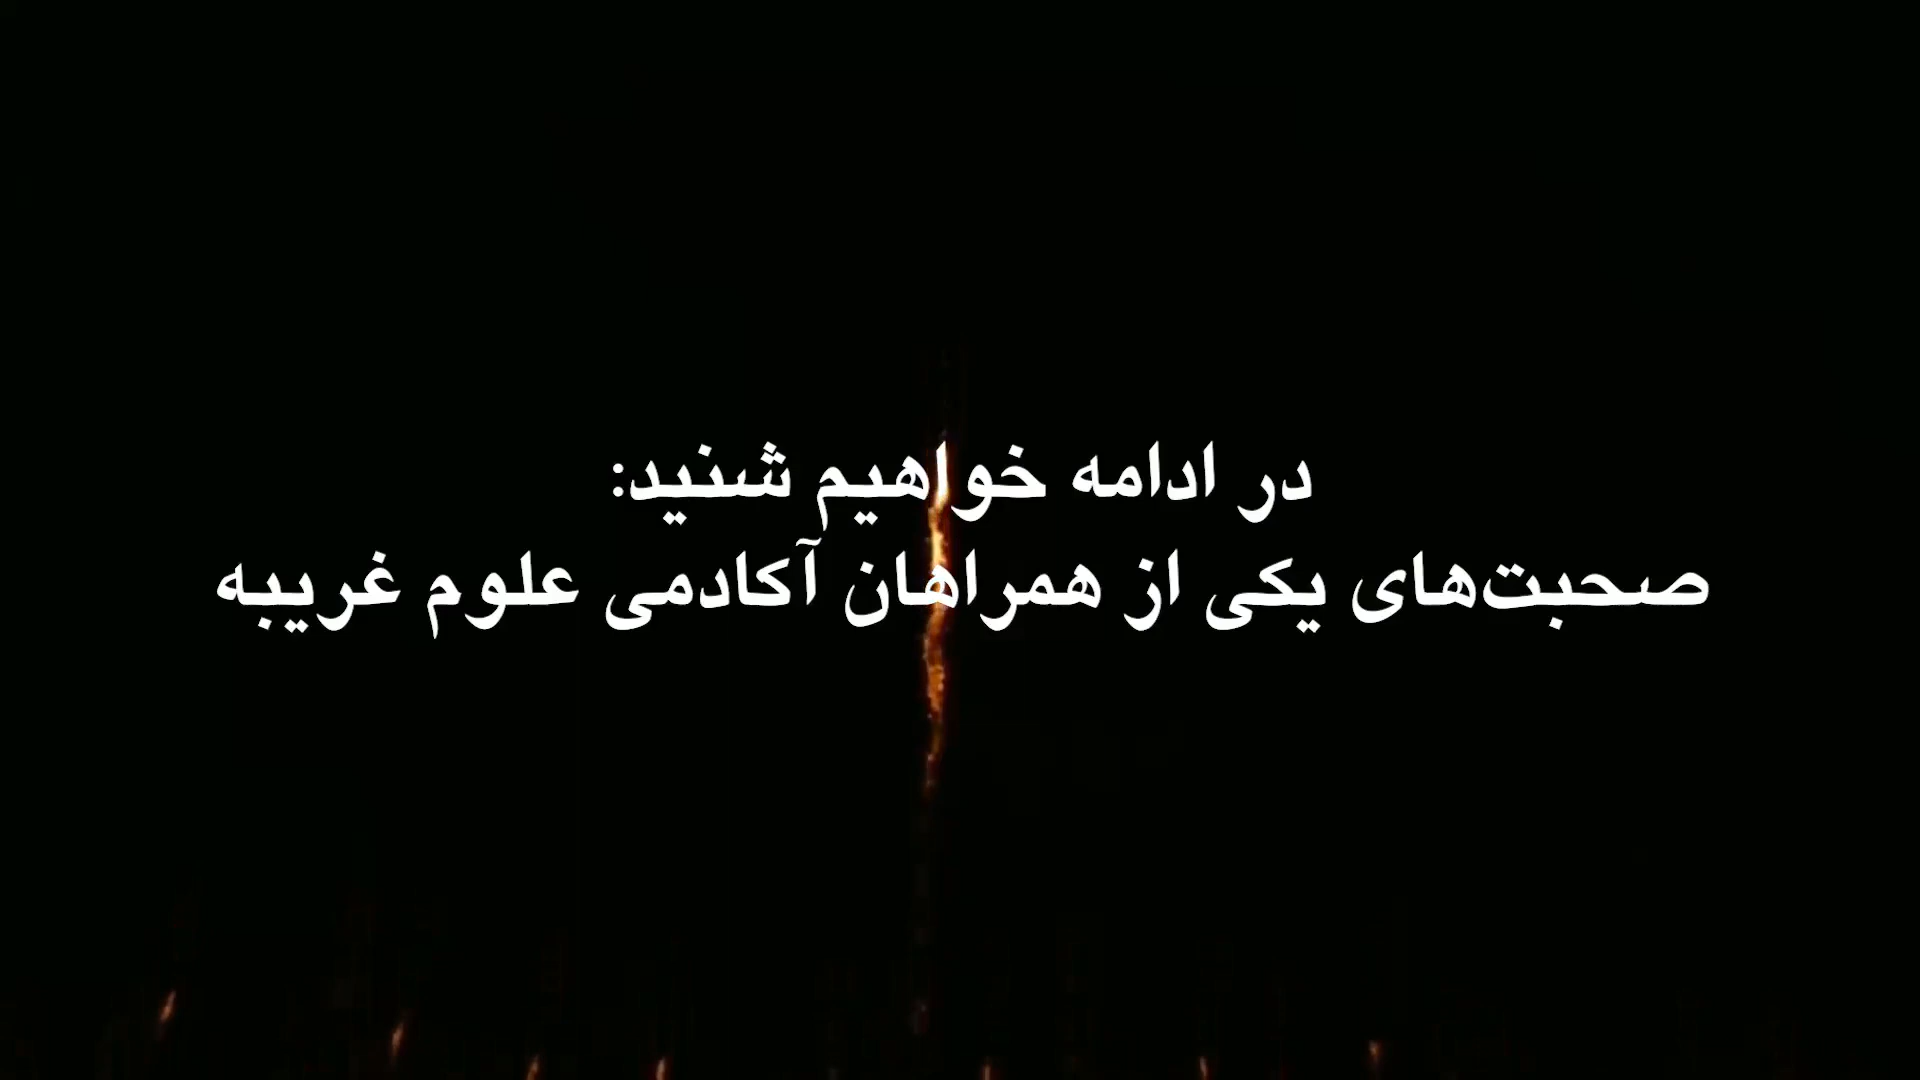 در ادامه خواهیم شنید:
صحبت‌های یکی از همراهان آکادمی علوم غریبه